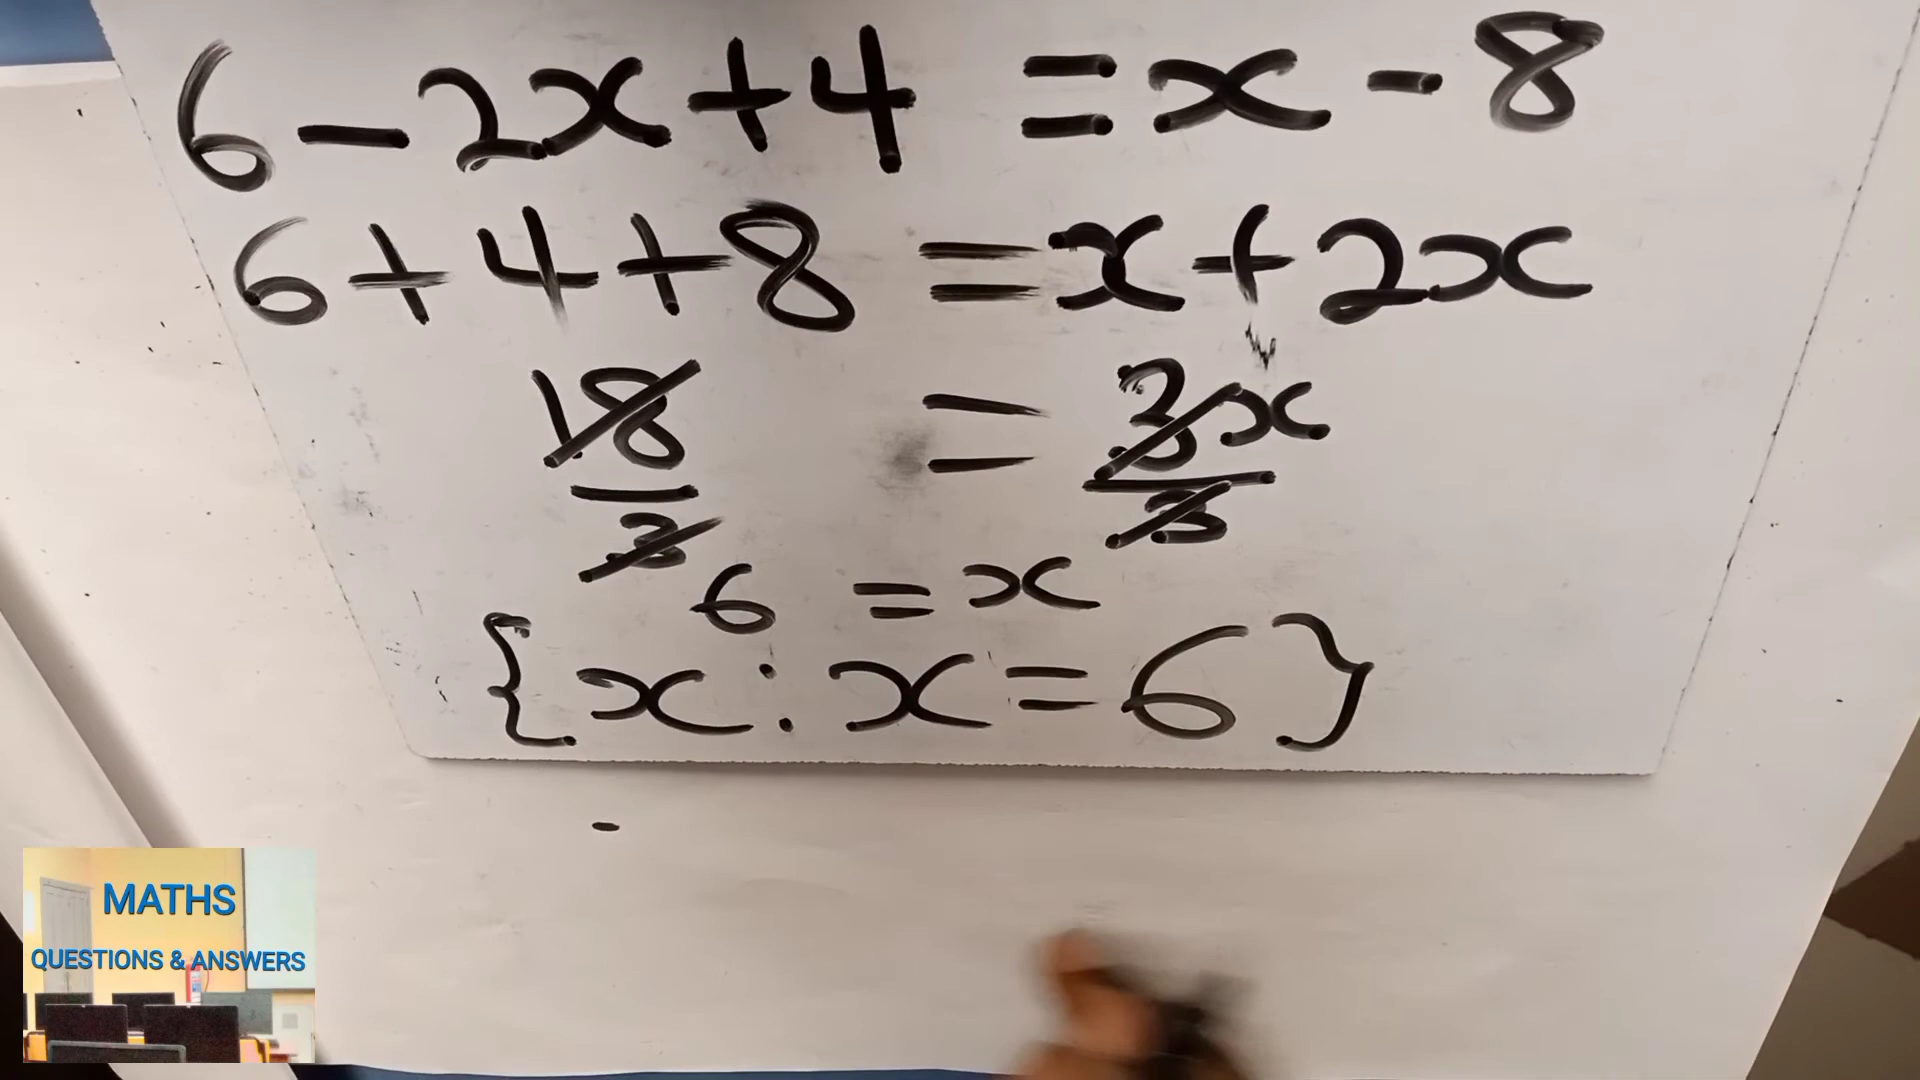 6 - 2x + 4 = x - 8
6 + 4 + 8 = x + 2x
18/3 = 3x/3
6 = x
{x : x = 6}
MATHS
QUESTIONS & ANSWERS